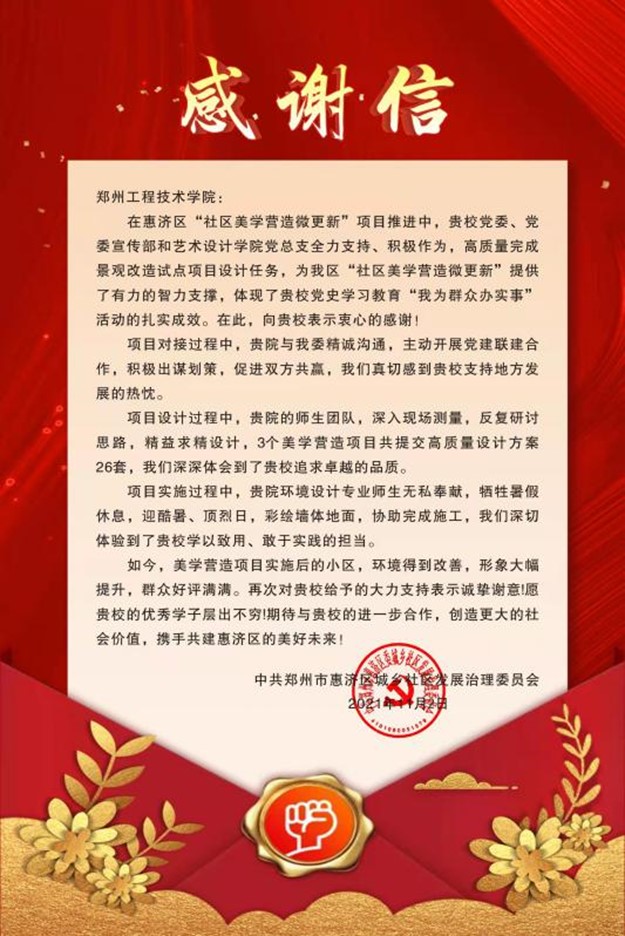 感谢信
郑州工程技术学院：
在惠济区“社区美学营造微更新”项目推进中，贵校党委、党
委宣传部和艺术设计学院党总支全力支持、积极作为，高质量完成
景观改造试点项目设计任务，为我区“社区美学营造微更新”提供
了有力的智力支撑，体现了贵校党史学习教育“我为群众办实事”
活动的扎实成效。在此，向贵校表示衷心的感谢！
项目对接过程中，贵院与我委精诚沟通，主动开展党建联建合
作，积极出谋划策，促进双方共赢，我们真切感到贵校支持地方发
展的热忱。
项目设计过程中，贵院的师生团队，深入现场测量，反复研讨
思路，精益求精设计，3个美学营造项目共提交高质量设计方案
26套，我们深深体会到了贵校追求卓越的品质。
项目实施过程中，贵院环境设计专业师生无私奉献，牺牲暑假
休息，迎酷暑、顶烈日，彩绘墙体地面，协助完成施工，我们深切
体验到了贵校学以致用、敢于实践的担当。
如今，美学营造项目实施后的小区，环境得到改善，形象大幅
提升，群众好评满满。再次对贵校给予的大力支持表示诚挚谢意!愿
贵校的优秀学子层出不穷!期待与贵校的进一步合作，创造更大的社
会价值，携手共建惠济区的美好未来！
中共郑州市惠济区城乡社区发展治理委员会
2021年11月2日